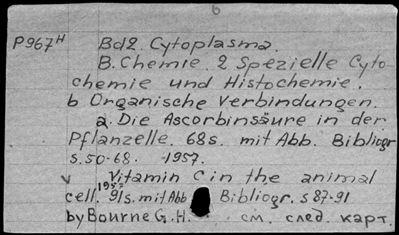 6
P967ᴴ Bd2. Cytoplasma.
B. Chemie. 2 Spezielle Cyto-
chemie und Histochemie.
b Organische Verbindungen.
a. Die Ascorbinsäure in der
Pflanzelle. 68s. mit Abb. Bibliogr
s.50-68. 1957.
v Vitamin C in the animal
cell. 1957 91s. mit Abb Bibliogr. s 87-91
by Bourne G. H. см. след. карт.